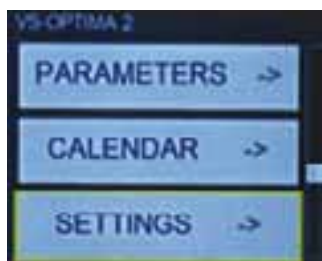 VS-OPTIMA 2
PARAMETERS ->
CALENDAR ->
SETTINGS ->